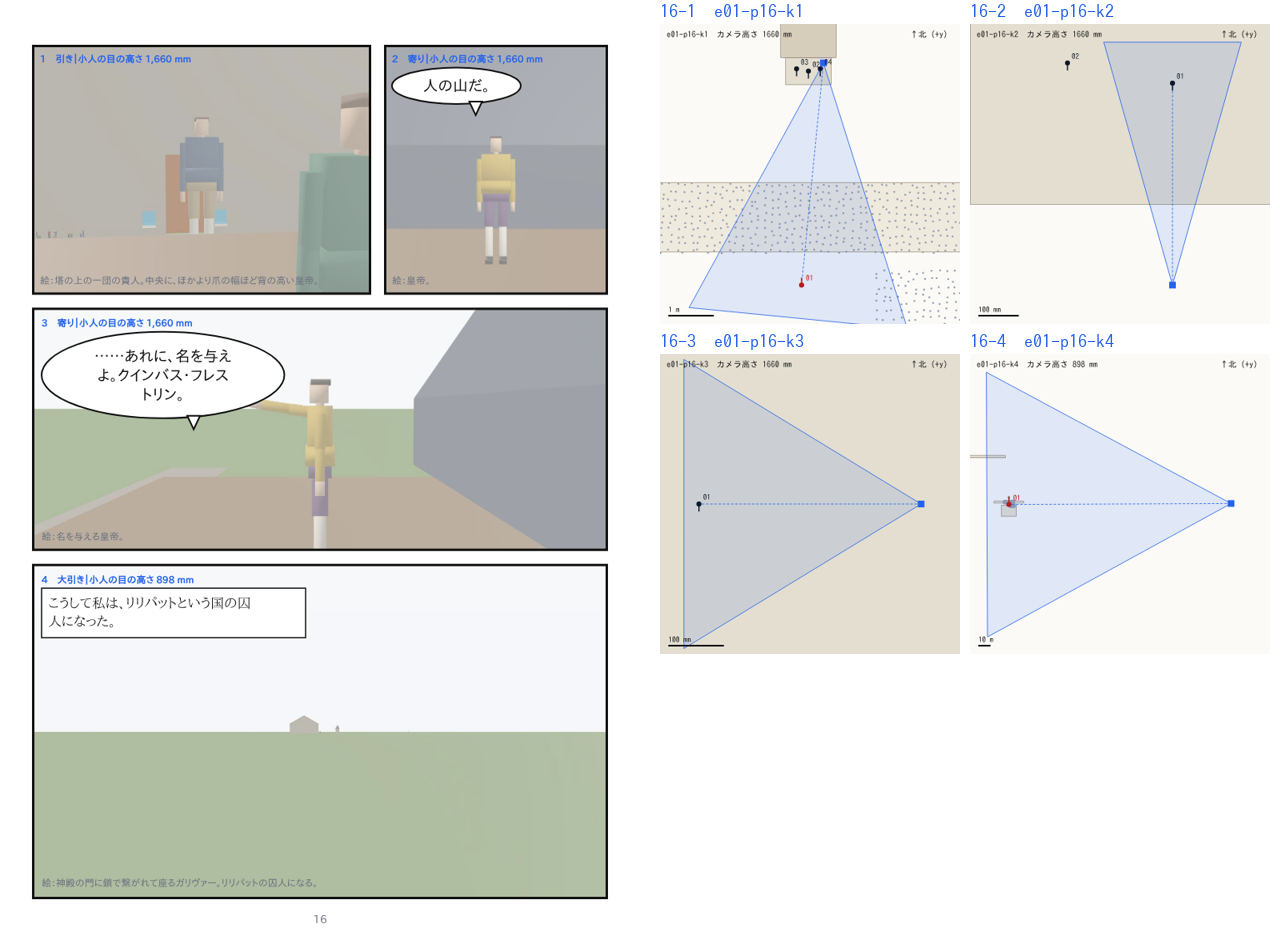 1 引き|小人の目の高さ 1,660 mm
絵:塔の上の一団の貴人。中央に、ほかより爪の幅ほど背の高い皇帝。
2 寄り|小人の目の高さ 1,660 mm
人の山だ。
絵:皇帝。
3 寄り|小人の目の高さ 1,660 mm
……あれに、名を与え
よ。クインバス・フレス
トリン。
絵:名を与える皇帝。
4 大引き|小人の目の高さ 898 mm
こうして私は、リリパットという国の囚
人になった。
絵:神殿の門に鎖で繋がれて座るガリヴァー。リリパットの囚人になる。
16
16-1 e01-p16-k1
e01-p16-k1 カメラ高さ 1660 mm
↑北 (+y)
03
02
04
01
1 m
16-2 e01-p16-k2
e01-p16-k2 カメラ高さ 1660 mm
↑北 (+y)
02
01
100 mm
16-3 e01-p16-k3
e01-p16-k3 カメラ高さ 1660 mm
↑北 (+y)
01
100 mm
16-4 e01-p16-k4
e01-p16-k4 カメラ高さ 898 mm
↑北 (+y)
01
10 m